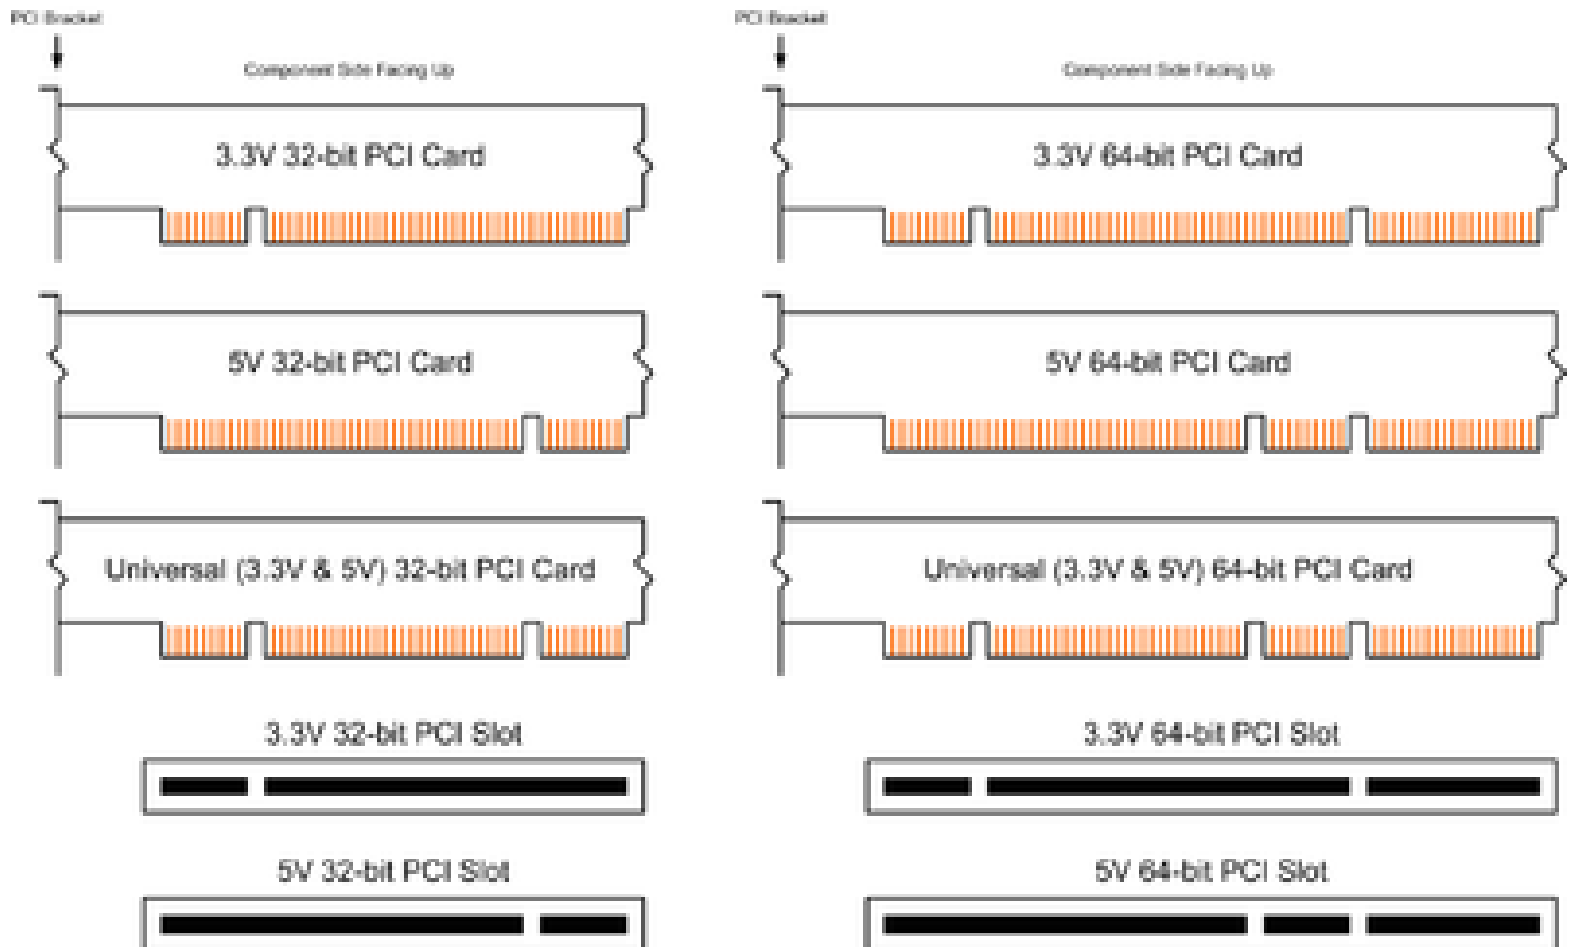 PCI Bracket
Component Side Facing Up
3.3V 32-bit PCI Card
5V 32-bit PCI Card
Universal (3.3V & 5V) 32-bit PCI Card
3.3V 32-bit PCI Slot
5V 32-bit PCI Slot
PCI Bracket
Component Side Facing Up
3.3V 64-bit PCI Card
5V 64-bit PCI Card
Universal (3.3V & 5V) 64-bit PCI Card
3.3V 64-bit PCI Slot
5V 64-bit PCI Slot